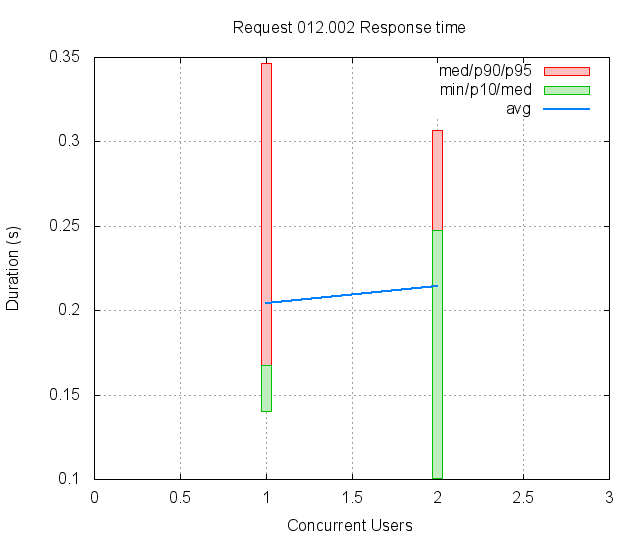 Request 012.002 Response time
0.35
med/p90/p95
min/p10/med
avg
0.3
0.25
0.2
0.15
0.1
Duration (s)
0 0.5 1 1.5 2 2.5 3
Concurrent Users